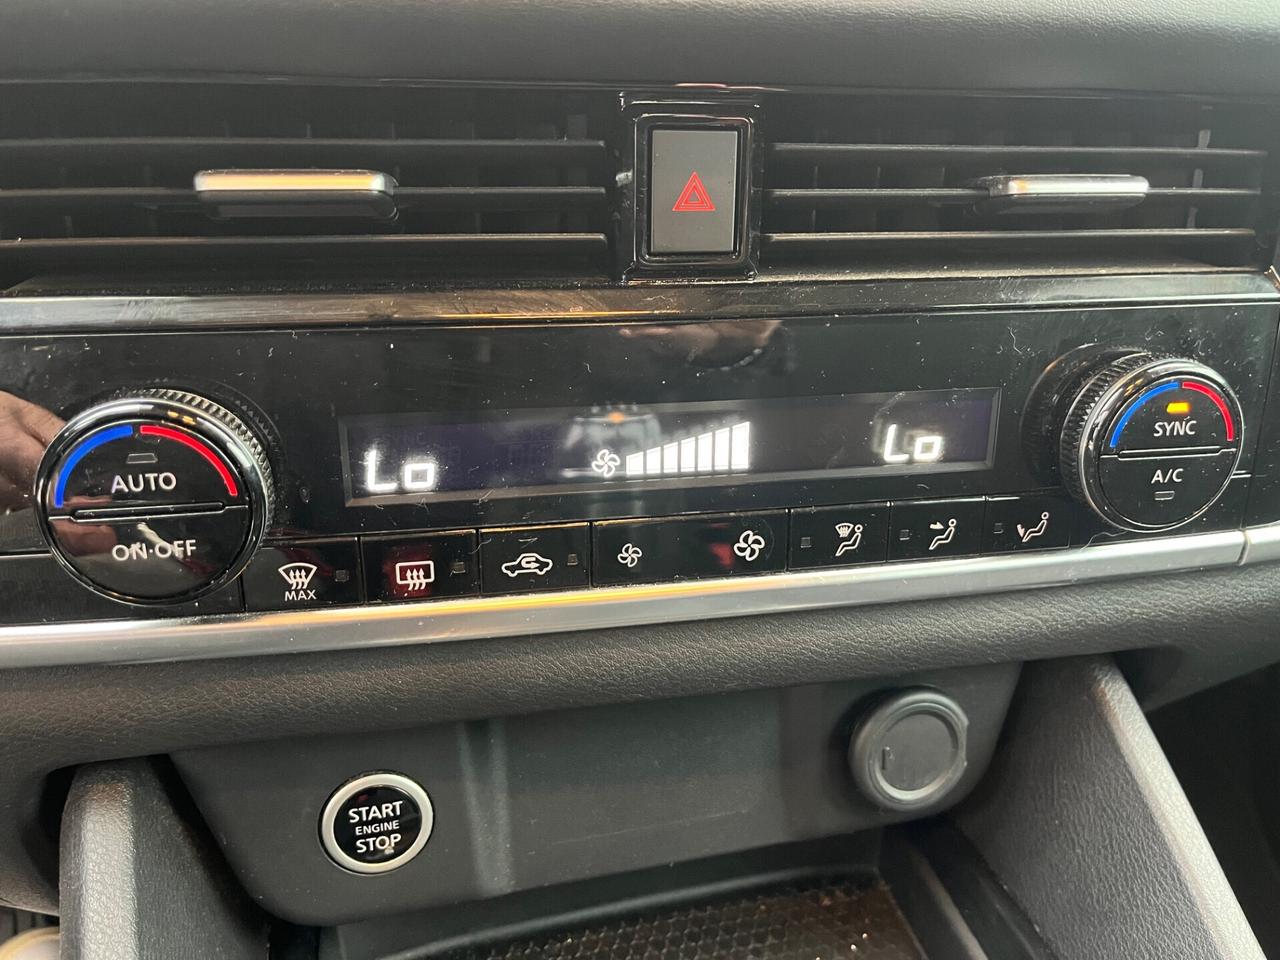 Lo
Lo
AUTO
ON·OFF
SYNC
A/C
MAX
START
ENGINE
STOP